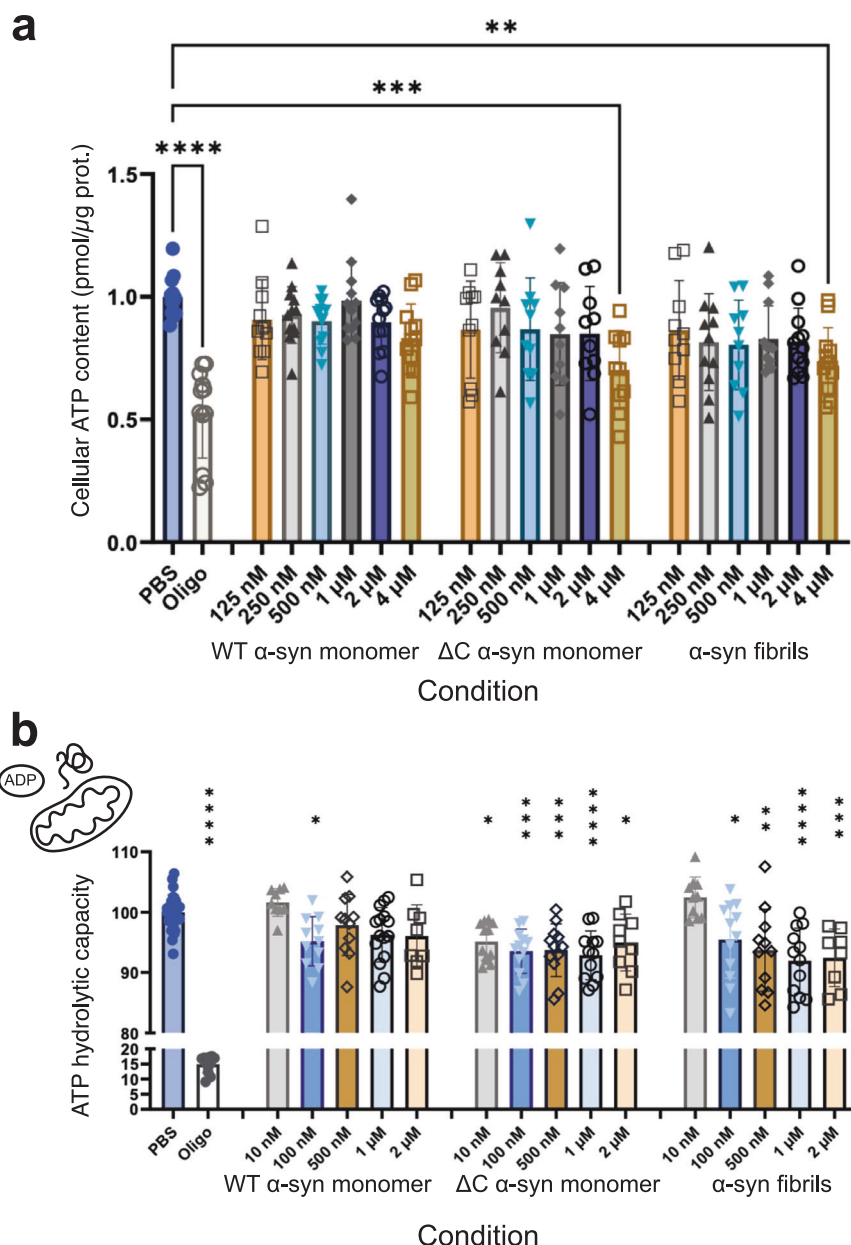 a
**
***
****
Cellular ATP content (pmol/µg prot.)
1.5
1.0
0.5
0.0
PBS
Oligo
125 nM
250 nM
500 nM
1 µM
2 µM
4 µM
125 nM
250 nM
500 nM
1 µM
2 µM
4 µM
125 nM
250 nM
500 nM
1 µM
2 µM
4 µM
WT α-syn monomer
ΔC α-syn monomer
α-syn fibrils
Condition
b
ADP
****
*
*
***
***
****
*
*
**
****
***
ATP hydrolytic capacity
110
100
90
80
20
15
10
5
0
PBS
Oligo
10 nM
100 nM
500 nM
1 µM
2 µM
10 nM
100 nM
500 nM
1 µM
2 µM
10 nM
100 nM
500 nM
1 µM
2 µM
WT α-syn monomer
ΔC α-syn monomer
α-syn fibrils
Condition